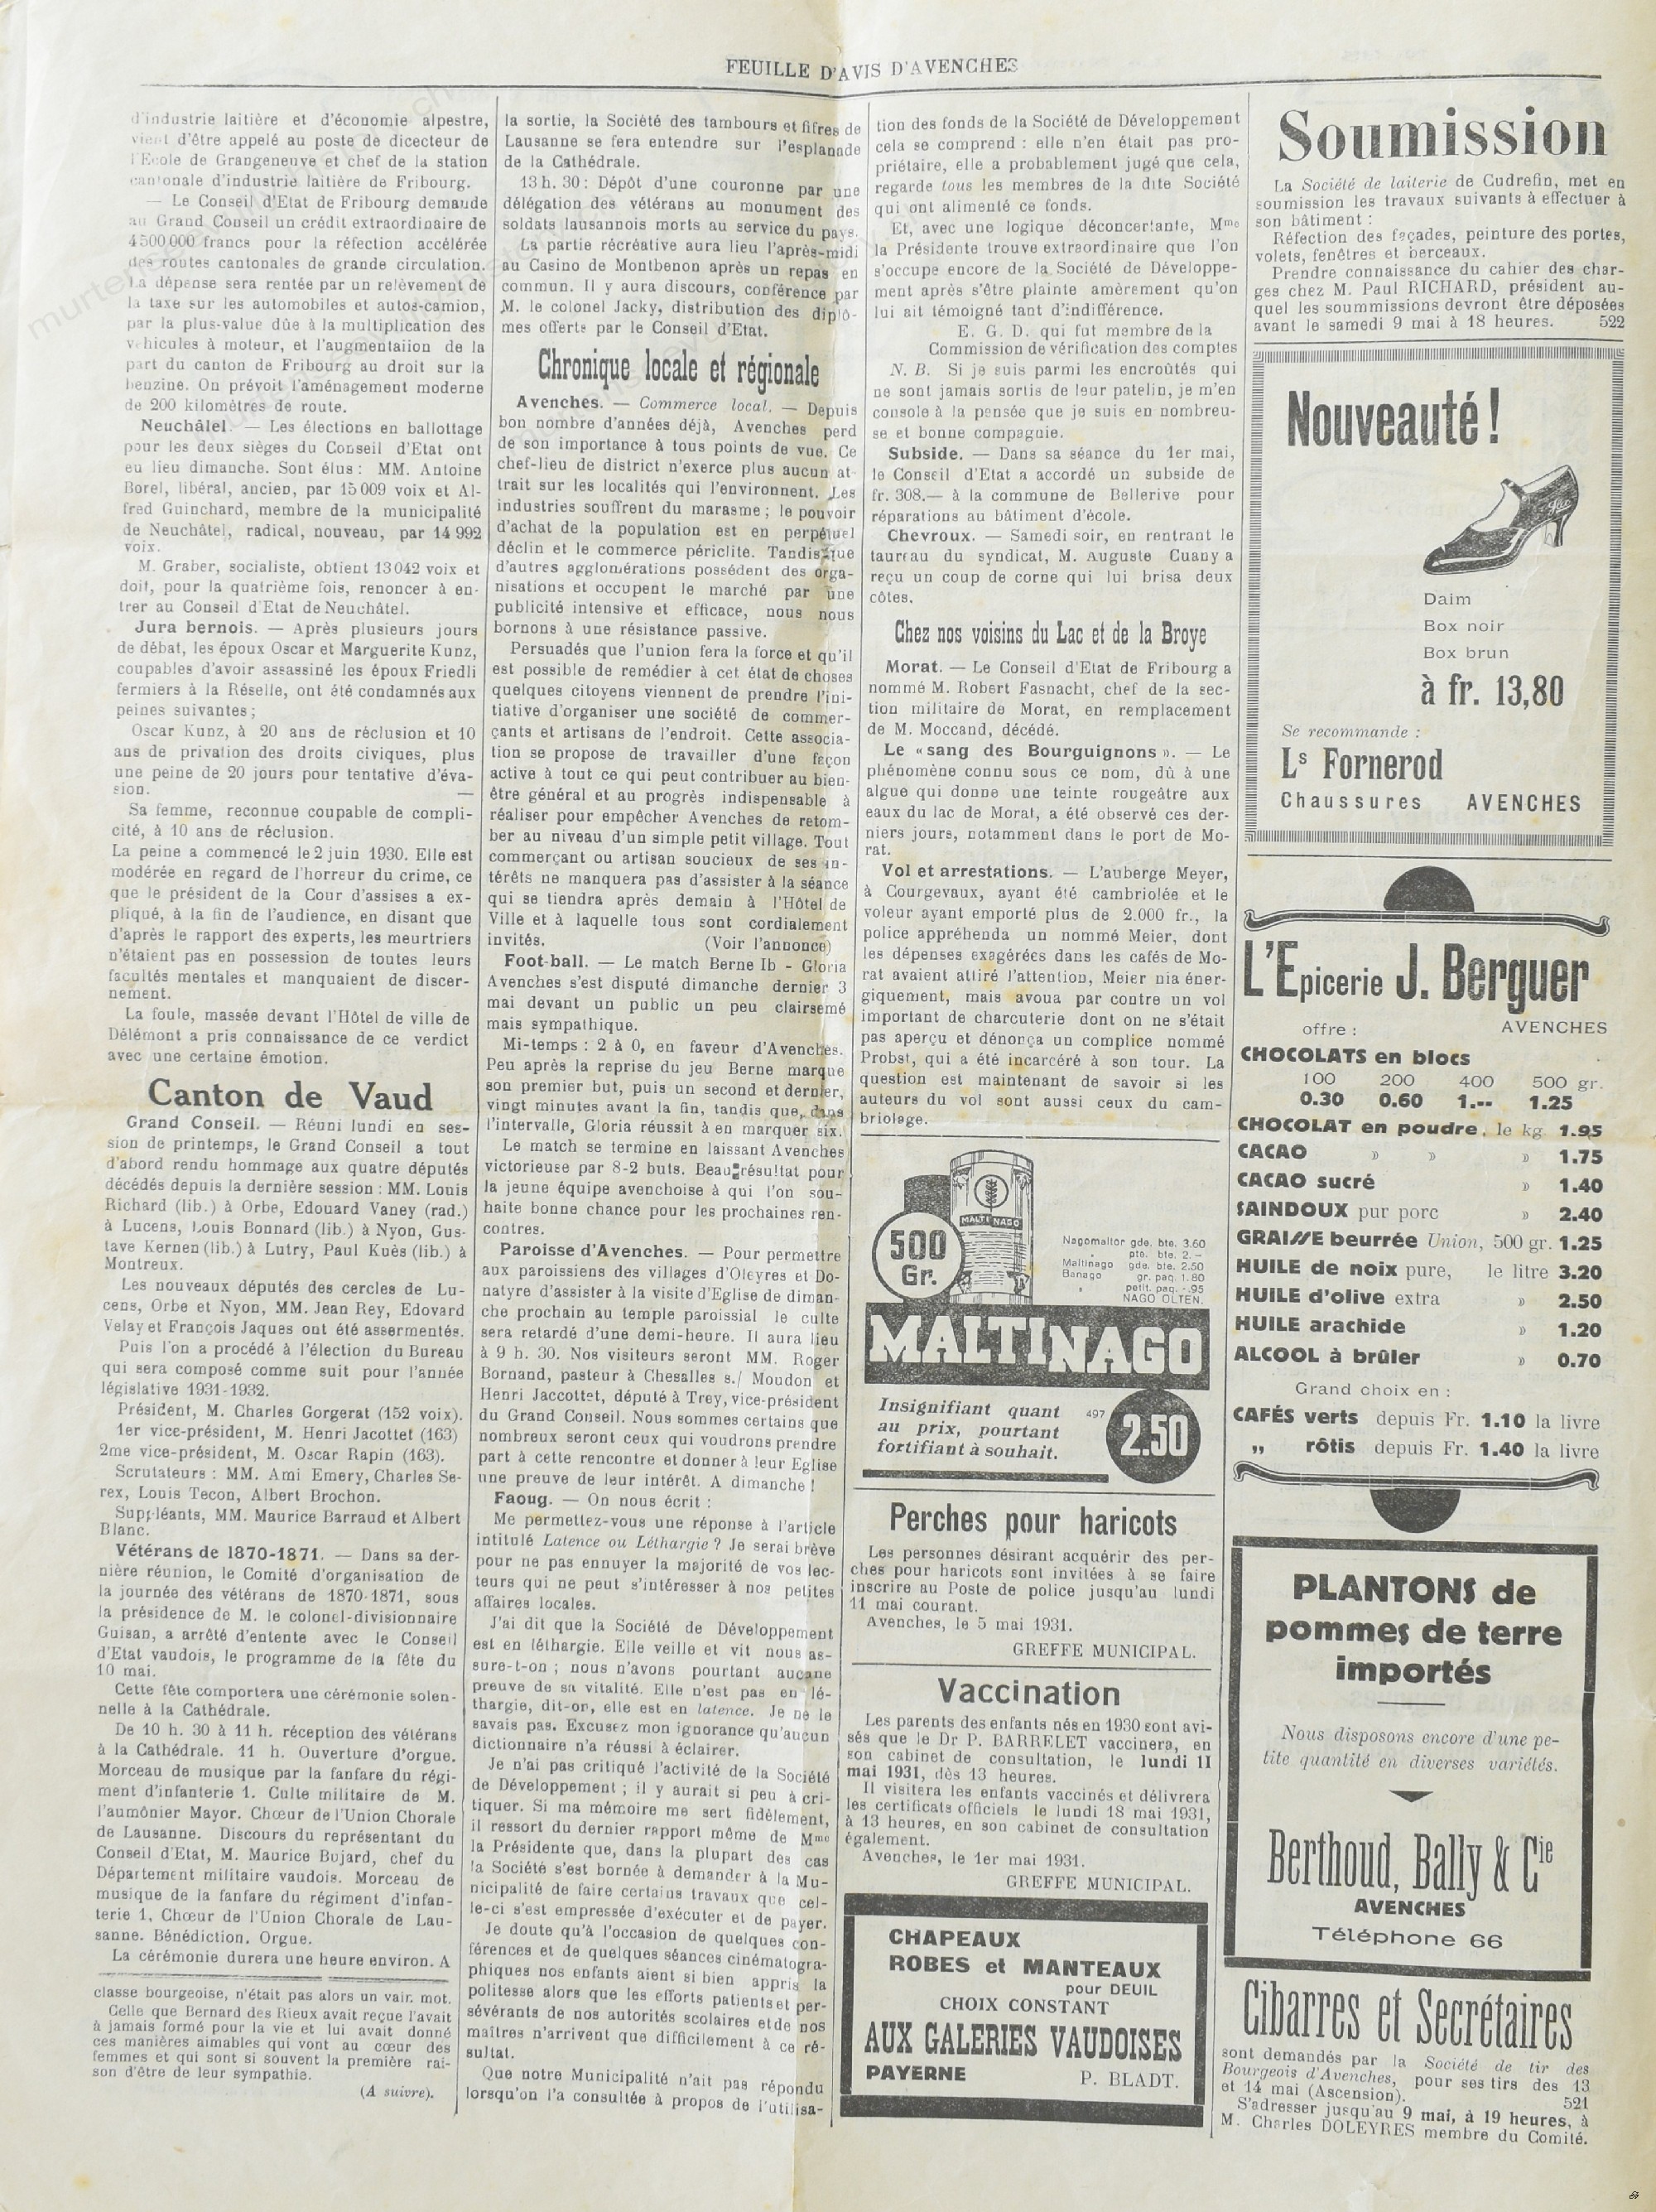 FEUILLE D'AVIS D'AVENCHES
d'industrie laitière et d'économie alpestre,
vient d'être appelé au poste de dicecteur de
l'Ecole de Grangeneuve et chef de la station
cantonale d'industrie laitière de Fribourg.
— Le Conseil d'Etat de Fribourg demande
au Grand Conseil un crédit extraordinaire de
4 500 000 francs pour la réfection accélérée
des routes cantonales de grande circulation.
La dépense sera rentée par un relèvement de
la taxe sur les automobiles et autos-camion,
par la plus-value dûe à la multiplication des
véhicules à moteur, et l'augmentaiion de la
part du canton de Fribourg au droit sur la
benzine. On prévoit l'aménagement moderne
de 200 kilomètres de route.
Neuchâlel. — Les élections en ballottage
pour les deux sièges du Conseil d'Etat ont
eu lieu dimanche. Sont élus : MM. Antoine
Borel, libéral, ancien, par 15 009 voix et Al-
fred Guinchard, membre de la municipalité
de Neuchâtel, radical, nouveau, par 14 992
voix.
M. Graber, socialiste, obtient 13 042 voix et
doit, pour la quatrième fois, renoncer à en-
trer au Conseil d'Etat de Neuchâtel.
Jura bernois. — Après plusieurs jours
de débat, les époux Oscar et Marguerite Kunz,
coupables d'avoir assassiné les époux Friedli
fermiers à la Réselle, ont été condamnés aux
peines suivantes ;
Oscar Kunz, à 20 ans de réclusion et 10
ans de privation des droits civiques, plus
une peine de 20 jours pour tentative d'éva-
sion. —
Sa femme, reconnue coupable de compli-
cité, à 10 ans de réclusion.
La peine a commencé le 2 juin 1930. Elle est
modérée en regard de l'horreur du crime, ce
que le président de la Cour d'assises a ex-
pliqué, à la fin de l'audience, en disant que
d'après le rapport des experts, les meurtriers
n'étaient pas en possession de toutes leurs
facultés mentales et manquaient de discer-
nement.
La foule, massée devant l'Hôtel de ville de
Délémont a pris connaissance de ce verdict
avec une certaine émotion.
Canton de Vaud
Grand Conseil. — Réuni lundi en ses-
sion de printemps, le Grand Conseil a tout
d'abord rendu hommage aux quatre députés
décédés depuis la dernière session : MM. Louis
Richard (lib.) à Orbe, Edouard Vaney (rad.)
à Lucens, Louis Bonnard (lib.) à Nyon, Gus-
tave Kernen (lib.) à Lutry, Paul Kuès (lib.) à
Montreux.
Les nouveaux députés des cercles de Lu-
cens, Orbe et Nyon, MM. Jean Rey, Edovard
Velay et François Jaques ont été assermentés.
Puis l'on a procédé à l'élection du Bureau
qui sera composé comme suit pour l'année
législative 1931-1932.
Président, M. Charles Gorgerat (152 voix).
1er vice-président, M. Henri Jacottet (163)
2me vice-président, M. Oscar Rapin (163).
Scrutateurs : MM. Ami Emery, Charles Se-
rex, Louis Tecon, Albert Brochon.
Suppléants, MM. Maurice Barraud et Albert
Blanc.
Vétérans de 1870-1871. — Dans sa der-
nière réunion, le Comité d'organisation de
la journée des vétérans de 1870-1871, sous
la présidence de M. le colonel-divisionnaire
Guisan, a arrêté d'entente avec le Conseil
d'Etat vaudois, le programme de la fête du
10 mai.
Cette fête comportera une cérémonie solen-
nelle à la Cathédrale.
De 10 h. 30 à 11 h. réception des vétérans
à la Cathédrale. 11 h. Ouverture d'orgue.
Morceau de musique par la fanfare du régi-
ment d'infanterie 1. Culte militaire de M.
l'aumônier Mayor. Chœur de l'Union Chorale
de Lausanne. Discours du représentant du
Conseil d'Etat, M. Maurice Bujard, chef du
Département militaire vaudois. Morceau de
musique de la fanfare du régiment d'infan-
terie 1, Chœur de l'Union Chorale de Lau-
sanne. Bénédiction. Orgue.
La cérémonie durera une heure environ. A
classe bourgeoise, n'était pas alors un vain mot.
Celle que Bernard des Rieux avait reçue l'avait
à jamais formé pour la vie et lui avait donné
ces manières aimables qui vont au cœur des
femmes et qui sont si souvent la première rai-
son d'être de leur sympathie.
(A suivre).
la sortie, la Société des tambours et fifres de
Lausanne se fera entendre sur l'esplanade
de la Cathédrale.
13 h. 30 : Dépôt d'une couronne par une
délégation des vétérans au monument des
soldats lausannois morts au service du pays.
La partie récréative aura lieu l'après-midi
au Casino de Montbenon après un repas en
commun. Il y aura discours, conférence par
M. le colonel Jacky, distribution des diplô-
mes offerts par le Conseil d'Etat.
Chronique locale et régionale
Avenches. — Commerce local. — Depuis
bon nombre d'années déjà, Avenches perd
de son importance à tous points de vue. Ce
chef-lieu de district n'exerce plus aucun at-
trait sur les localités qui l'environnent. Les
industries souffrent du marasme ; le pouvoir
d'achat de la population est en perpétuel
déclin et le commerce périclite. Tandis que
d'autres agglomérations possèdent des orga-
nisations et occupent le marché par une
publicité intensive et efficace, nous nous
bornons à une résistance passive.
Persuadés que l'union fera la force et qu'il
est possible de remédier à cet état de choses
quelques citoyens viennent de prendre l'ini-
tiative d'organiser une société de commer-
çants et artisans de l'endroit. Cette associa-
tion se propose de travailler d'une façon
active à tout ce qui peut contribuer au bien-
être général et au progrès indispensable à
réaliser pour empêcher Avenches de retom-
ber au niveau d'un simple petit village. Tout
commerçant ou artisan soucieux de ses in-
térêts ne manquera pas d'assister à la séance
qui se tiendra après demain à l'Hôtel de
Ville et à laquelle tous sont cordialement
invités. (Voir l'annonce)
Foot-ball. — Le match Berne Ib - Gloria
Avenches s'est disputé dimanche dernier 3
mai devant un public un peu clairsemé
mais sympathique.
Mi-temps : 2 à 0, en faveur d'Avenches.
Peu après la reprise du jeu Berne marque
son premier but, puis un second et dernier,
vingt minutes avant la fin, tandis que, dans
l'intervalle, Gloria réussit à en marquer six.
Le match se termine en laissant Avenches
victorieuse par 8-2 buts. Beau résultat pour
la jeune équipe avenchoise à qui l'on sou-
haite bonne chance pour les prochaines ren-
contres.
Paroisse d'Avenches. — Pour permettre
aux paroissiens des villages d'Oleyres et Do-
natyre d'assister à la visite d'Eglise de diman-
che prochain au temple paroissial le culte
sera retardé d'une demi-heure. Il aura lieu
à 9 h. 30. Nos visiteurs seront MM. Roger
Bornand, pasteur à Chesalles s./ Moudon et
Henri Jaccottet, député à Trey, vice-président
du Grand Conseil. Nous sommes certains que
nombreux seront ceux qui voudrons prendre
part à cette rencontre et donner à leur Eglise
une preuve de leur intérêt. A dimanche !
Faoug. — On nous écrit :
Me permettez-vous une réponse à l'article
intitulé Latence ou Léthargie ? Je serai brève
pour ne pas ennuyer la majorité de vos lec-
teurs qui ne peut s'intéresser à nos petites
affaires locales.
J'ai dit que la Société de Développement
est en léthargie. Elle veille et vit nous as-
sure-t-on ; nous n'avons pourtant aucune
preuve de sa vitalité. Elle n'est pas en lé-
thargie, dit-on, elle est en latence. Je ne le
savais pas. Excusez mon ignorance qu'aucun
dictionnaire n'a réussi à éclairer.
Je n'ai pas critiqué l'activité de la Société
de Développement ; il y aurait si peu à cri-
tiquer. Si ma mémoire me sert fidèlement,
il ressort du dernier rapport même de Mme
la Présidente que, dans la plupart des cas
la Société s'est bornée à demander à la Mu-
nicipalité de faire certains travaux que cel-
le-ci s'est empressée d'exécuter et de payer.
Je doute qu'à l'occasion de quelques con-
férences et de quelques séances cinématogra-
phiques nos enfants aient si bien appris la
politesse alors que les efforts patients et per-
sévérants de nos autorités scolaires et de nos
maîtres n'arrivent que difficilement à ce ré-
sultat.
Que notre Municipalité n'ait pas répondu
lorsqu'on l'a consultée à propos de l'utilisa-
tion des fonds de la Société de Développement
cela se comprend : elle n'en était pas pro-
priétaire, elle a probablement jugé que cela,
regarde tous les membres de la dite Société
qui ont alimenté ce fonds.
Et, avec une logique déconcertante, Mme
la Présidente trouve extraordinaire que l'on
s'occupe encore de la Société de Développe-
ment après s'être plainte amèrement qu'on
lui ait témoigné tant d'indifférence.
E. G. D. qui fut membre de la
Commission de vérification des comptes
N. B. Si je suis parmi les encroûtés qui
ne sont jamais sortis de leur patelin, je m'en
console à la pensée que je suis en nombreu-
se et bonne compagnie.
Subside. — Dans sa séance du 1er mai,
le Conseil d'Etat a accordé un subside de
fr. 308.— à la commune de Bellerive pour
réparations au bâtiment d'école.
Chevroux. — Samedi soir, en rentrant le
taureau du syndicat, M. Auguste Cuany a
reçu un coup de corne qui lui brisa deux
côtes.
Chez nos voisins du Lac et de la Broye
Morat. — Le Conseil d'Etat de Fribourg a
nommé M. Robert Fasnacht, chef de la sec-
tion militaire de Morat, en remplacement
de M. Moccand, décédé.
Le « sang des Bourguignons ». — Le
phénomène connu sous ce nom, dû à une
algue qui donne une teinte rougeâtre aux
eaux du lac de Morat, a été observé ces der-
niers jours, notamment dans le port de Mo-
rat.
Vol et arrestations. — L'auberge Meyer,
à Courgevaux, ayant été cambriolée et le
voleur ayant emporté plus de 2.000 fr., la
police appréhenda un nommé Meier, dont
les dépenses exagérées dans les cafés de Mo-
rat avaient attiré l'attention, Meier nia éner-
giquement, mais avoua par contre un vol
important de charcuterie dont on ne s'était
pas aperçu et dénonça un complice nommé
Probst, qui a été incarcéré à son tour. La
question est maintenant de savoir si les
auteurs du vol sont aussi ceux du cam-
briolage.
MALTINAGO
500
Gr.
Nagomaltor gde. bte. 3.60
" pte. bte. 2.–
Maltinago gde. bte. 2.50
Banago gr. paq. 1.80
" petit. paq. -.95
NAGO OLTEN.
MALTINAGO
Insignifiant quant
au prix, pourtant
fortifiant à souhait.
497
2.50
Perches pour haricots
Les personnes désirant acquérir des per-
ches pour haricots sont invitées à se faire
inscrire au Poste de police jusqu'au lundi
11 mai courant.
Avenches, le 5 mai 1931.
GREFFE MUNICIPAL.
Vaccination
Les parents des enfants nés en 1930 sont avi-
sés que le Dr P. BARRELET vaccinera, en
son cabinet de consultation, le lundi 11
mai 1931, dès 13 heures.
Il visitera les enfants vaccinés et délivrera
les certificats officiels le lundi 18 mai 1931,
à 13 heures, en son cabinet de consultation
également.
Avenches, le 1er mai 1931.
GREFFE MUNICIPAL.
CHAPEAUX
ROBES et MANTEAUX
pour DEUIL
CHOIX CONSTANT
AUX GALERIES VAUDOISES
PAYERNE P. BLADT.
Soumission
La Société de laiterie de Cudrefin, met en
soumission les travaux suivants à effectuer à
son bâtiment :
Réfection des façades, peinture des portes,
volets, fenêtres et berceaux.
Prendre connaissance du cahier des char-
ges chez M. Paul RICHARD, président au-
quel les soummissions devront être déposées
avant le samedi 9 mai à 18 heures. 522
Nouveauté !
Daim
Box noir
Box brun
à fr. 13,80
Se recommande :
Ls Fornerod
Chaussures AVENCHES
L'Epicerie J. Berguer
offre : AVENCHES
CHOCOLATS en blocs
100 200 400 500 gr.
0.30 0.60 1.-- 1.25
CHOCOLAT en poudre, le kg 1.95
CACAO » » » 1.75
CACAO sucré » 1.40
SAINDOUX pur porc » 2.40
GRAISSE beurrée Union, 500 gr. 1.25
HUILE de noix pure, le litre 3.20
HUILE d'olive extra » 2.50
HUILE arachide » 1.20
ALCOOL à brûler » 0.70
Grand choix en :
CAFÉS verts depuis Fr. 1.10 la livre
„ rôtis depuis Fr. 1.40 la livre
PLANTONS de
pommes de terre
importés
Nous disposons encore d'une pe-
tite quantité en diverses variétés.
Berthoud, Bally & Cie
AVENCHES
Téléphone 66
Cibarres et Secrétaires
sont demandés par la Société de tir des
Bourgeois d'Avenches, pour ses tirs des 13
et 14 mai (Ascension). 521
S'adresser jusqu'au 9 mai, à 19 heures, à
M. Charles DOLEYRES membre du Comité.